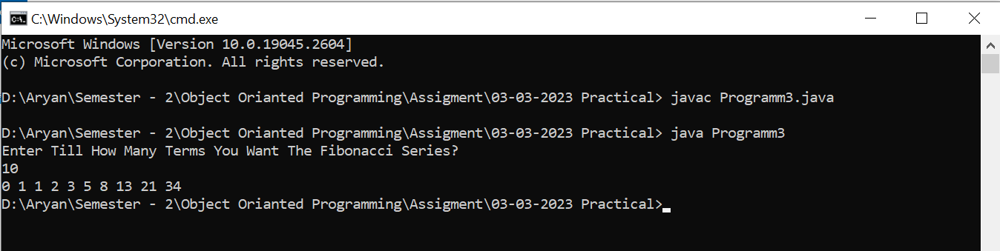 C:\Windows\System32\cmd.exe
Microsoft Windows [Version 10.0.19045.2604]
(c) Microsoft Corporation. All rights reserved.
D:\Aryan\Semester - 2\Object Orianted Programming\Assigment\03-03-2023 Practical> javac Programm3.java
D:\Aryan\Semester - 2\Object Orianted Programming\Assigment\03-03-2023 Practical> java Programm3
Enter Till How Many Terms You Want The Fibonacci Series?
10
0 1 1 2 3 5 8 13 21 34
D:\Aryan\Semester - 2\Object Orianted Programming\Assigment\03-03-2023 Practical>